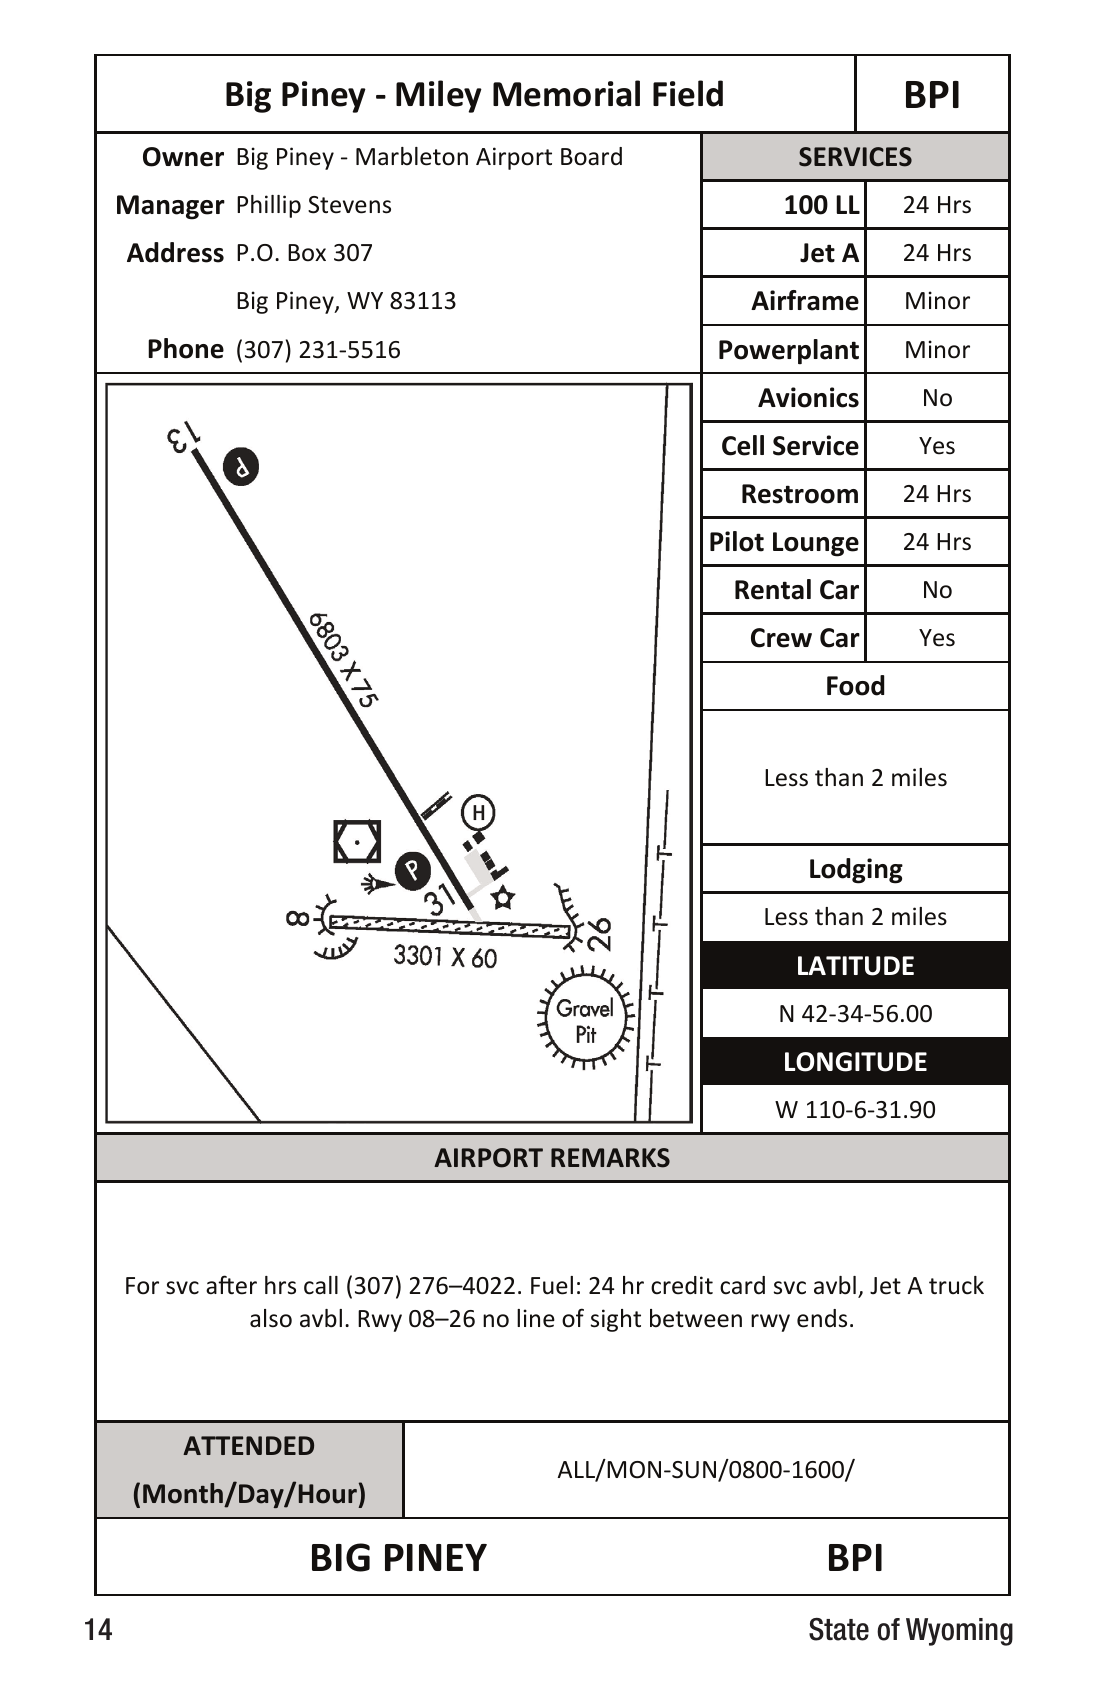 Big Piney - Miley Memorial Field
BPI
Owner Big Piney - Marbleton Airport Board
Manager Phillip Stevens
Address P.O. Box 307
Big Piney, WY 83113
Phone (307) 231-5516
SERVICES
100 LL 24 Hrs
Jet A 24 Hrs
Airframe Minor
Powerplant Minor
Avionics No
Cell Service Yes
Restroom 24 Hrs
Pilot Lounge 24 Hrs
Rental Car No
Crew Car Yes
Food
Less than 2 miles
Lodging
Less than 2 miles
LATITUDE
N 42-34-56.00
LONGITUDE
W 110-6-31.90
13
P
6803 X 75
H
P
31
8
26
3301 X 60
Gravel
Pit
AIRPORT REMARKS
For svc after hrs call (307) 276–4022. Fuel: 24 hr credit card svc avbl, Jet A truck
also avbl. Rwy 08–26 no line of sight between rwy ends.
ATTENDED
(Month/Day/Hour)
ALL/MON-SUN/0800-1600/
BIG PINEY BPI
14 State of Wyoming